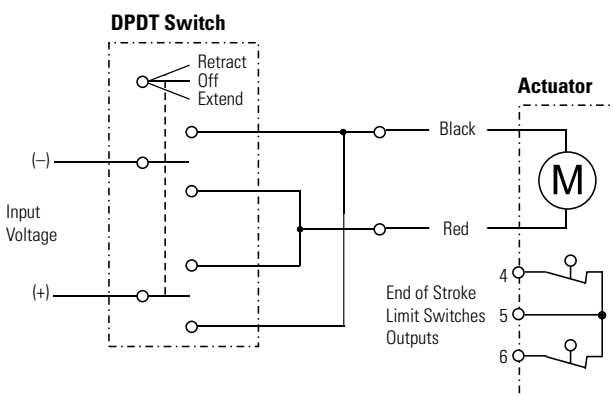 DPDT Switch
Retract
Off
Extend
Actuator
Black
(–)
M
Input
Voltage
Red
(+)
4
End of Stroke
Limit Switches
Outputs
5
6